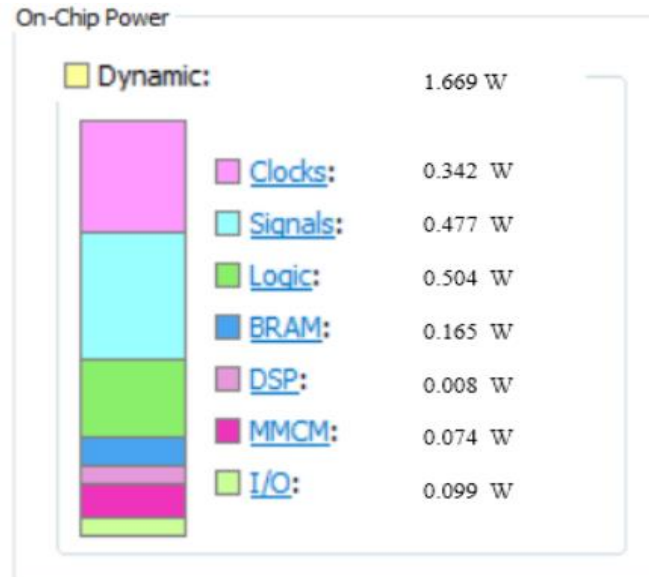 On-Chip Power
Dynamic: 1.669 W
Clocks: 0.342 W
Signals: 0.477 W
Logic: 0.504 W
BRAM: 0.165 W
DSP: 0.008 W
MMCM: 0.074 W
I/O: 0.099 W